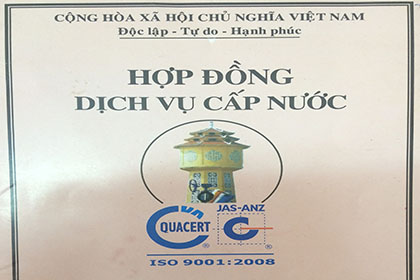 CỘNG HÒA XÃ HỘI CHỦ NGHĨA VIỆT NAM
Độc lập - Tự do - Hạnh phúc
HỢP ĐỒNG
DỊCH VỤ CẤP NƯỚC
JAS-ANZ
QUACERT ® C ®
ISO 9001:2008